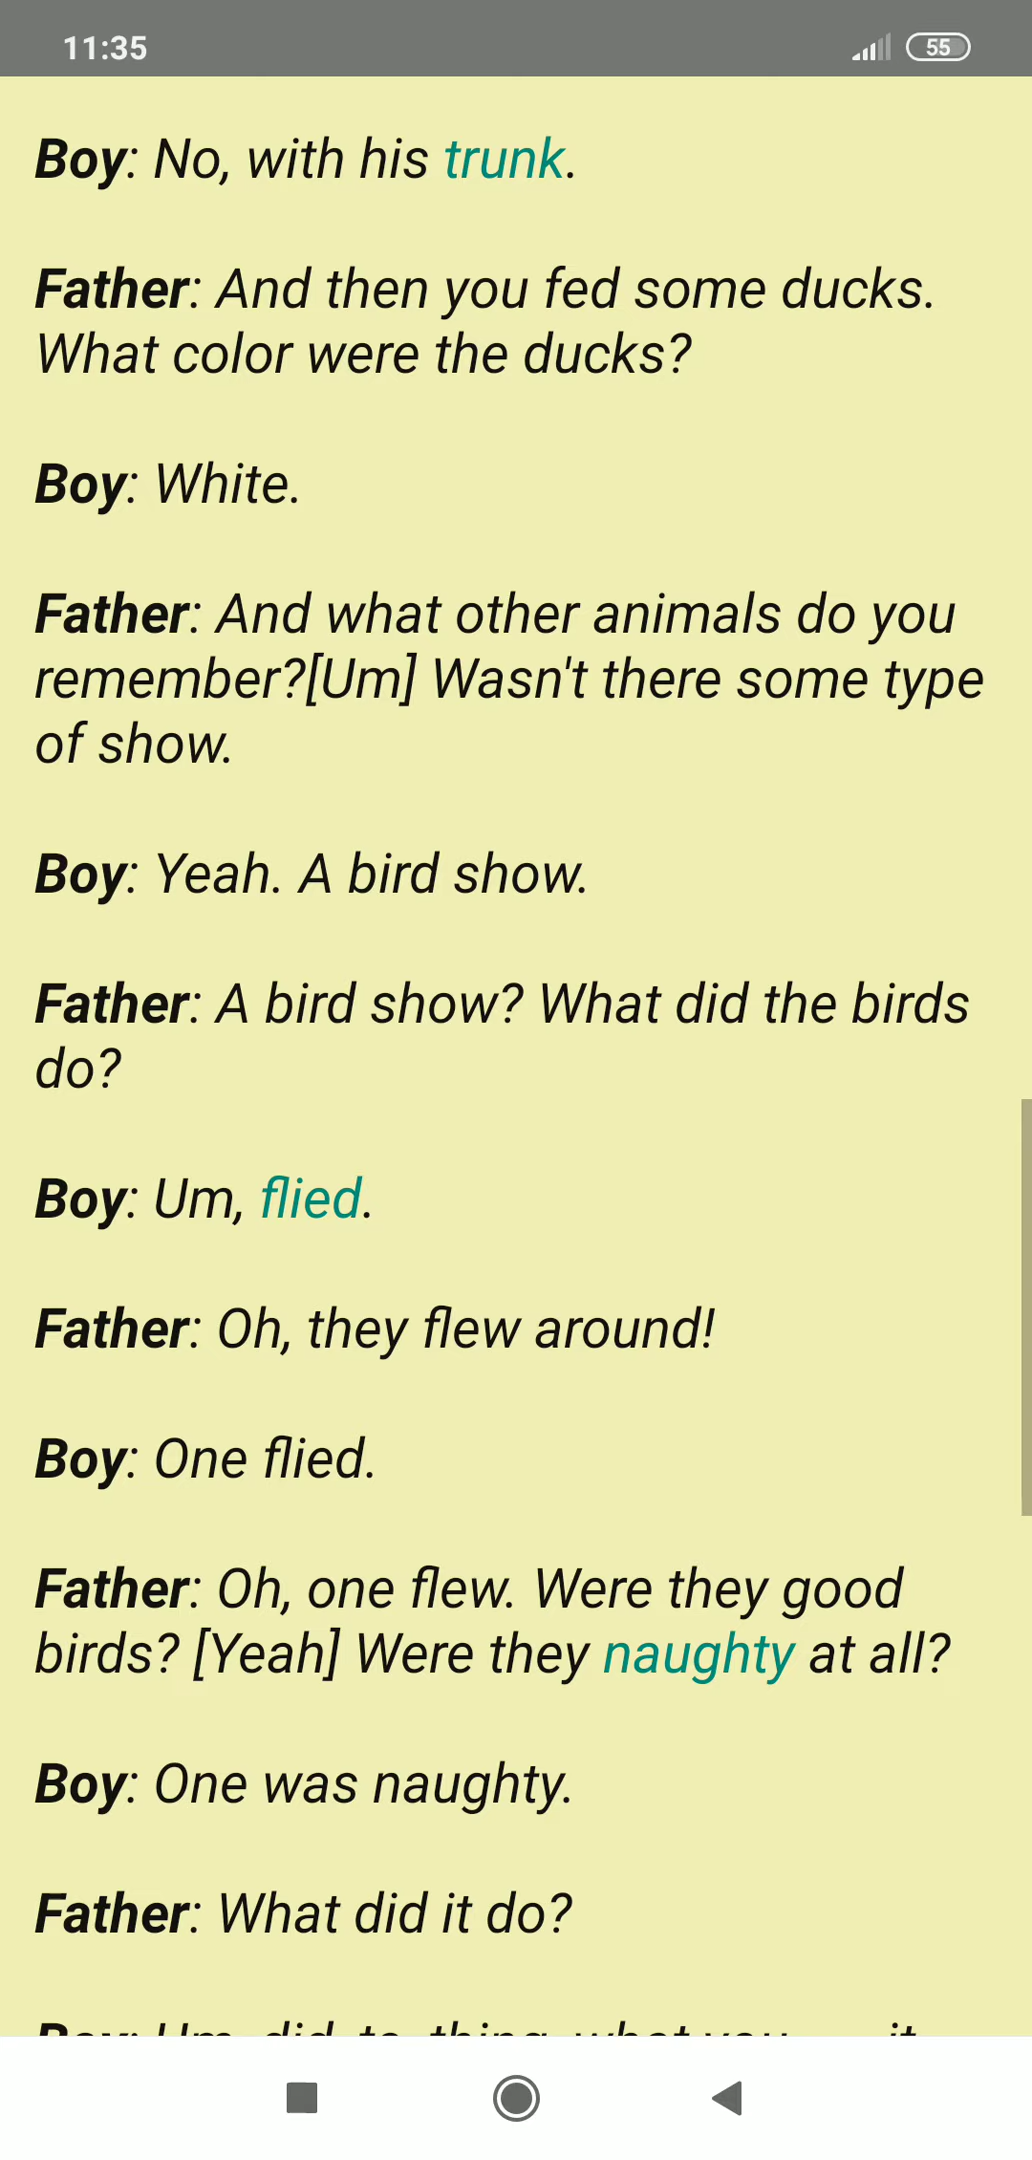 11:35
55
Boy: No, with his trunk.
Father: And then you fed some ducks.
What color were the ducks?
Boy: White.
Father: And what other animals do you
remember?[Um] Wasn't there some type
of show.
Boy: Yeah. A bird show.
Father: A bird show? What did the birds
do?
Boy: Um, flied.
Father: Oh, they flew around!
Boy: One flied.
Father: Oh, one flew. Were they good
birds? [Yeah] Were they naughty at all?
Boy: One was naughty.
Father: What did it do?